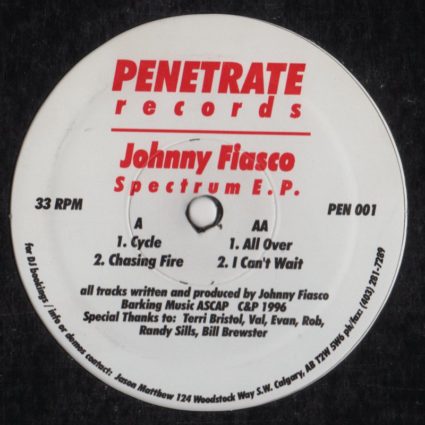 PENETRATE
records
Johnny Fiasco
Spectrum E.P.
33 RPM
PEN 001
A
1. Cycle
2. Chasing Fire
AA
1. All Over
2. I Can't Wait
all tracks written and produced by Johnny Fiasco
Barking Music ASCAP C&P 1996
Special Thanks to: Terri Bristol, Val, Evan, Rob,
Randy Sills, Bill Brewster
for DJ bookings / info or demos contact: Jason Matthew 124 Woodstock Way S.W. Calgary, AB T2W 5W6 ph/fax: (403) 281-7289